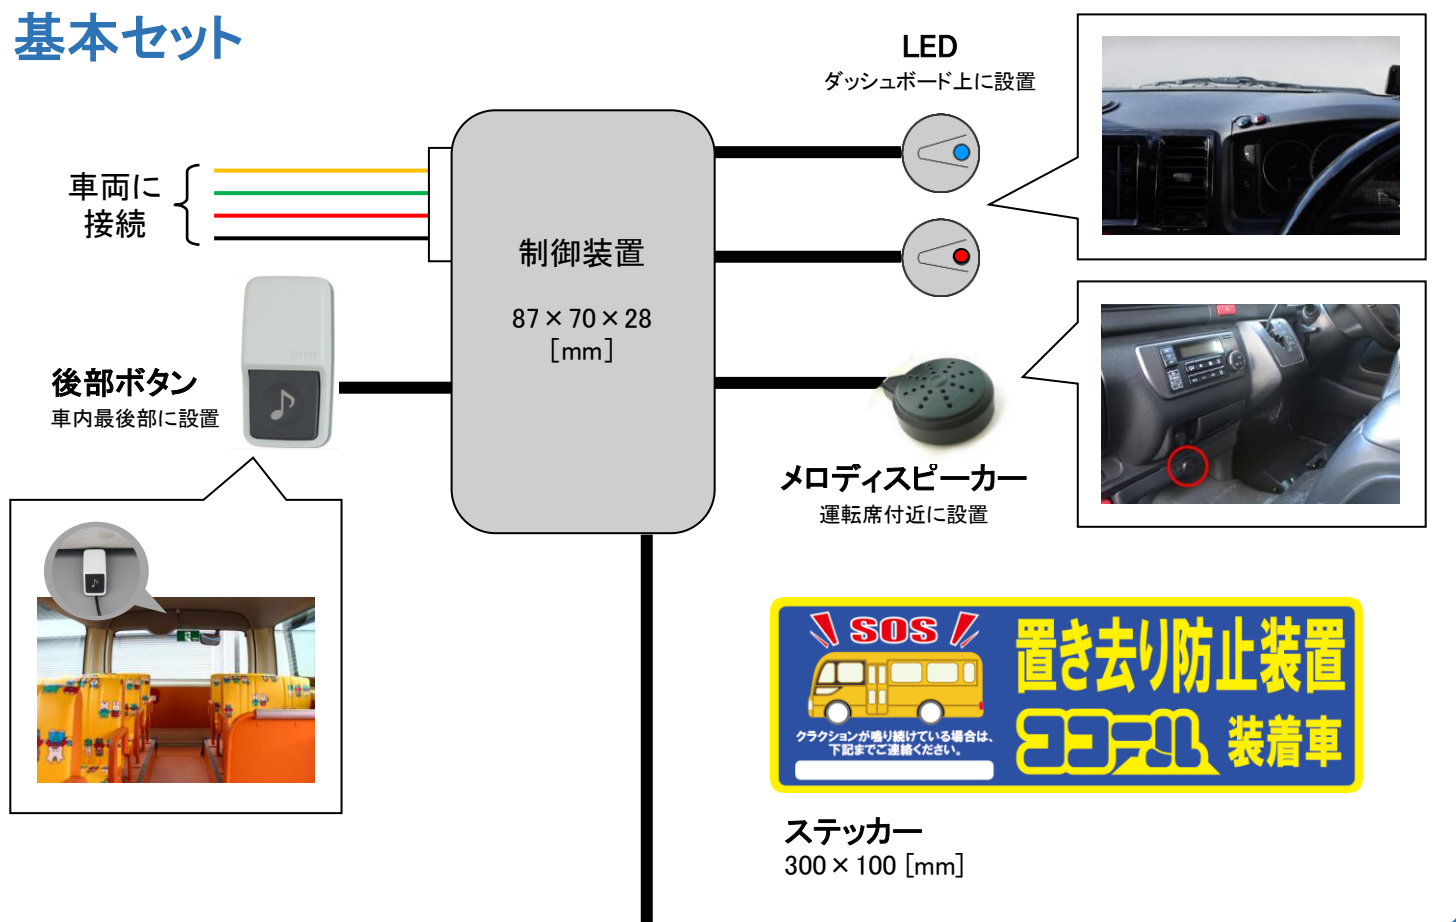 基本セット
LED
ダッシュボード上に設置
車両に
接続
制御装置
87×70×28
[mm]
後部ボタン
車内最後部に設置
メロディスピーカー
運転席付近に設置
SOS
置き去り防止装置
クラクションが鳴り続けている場合は、
下記までご連絡ください。
ココテール 装着車
ステッカー
300×100 [mm]